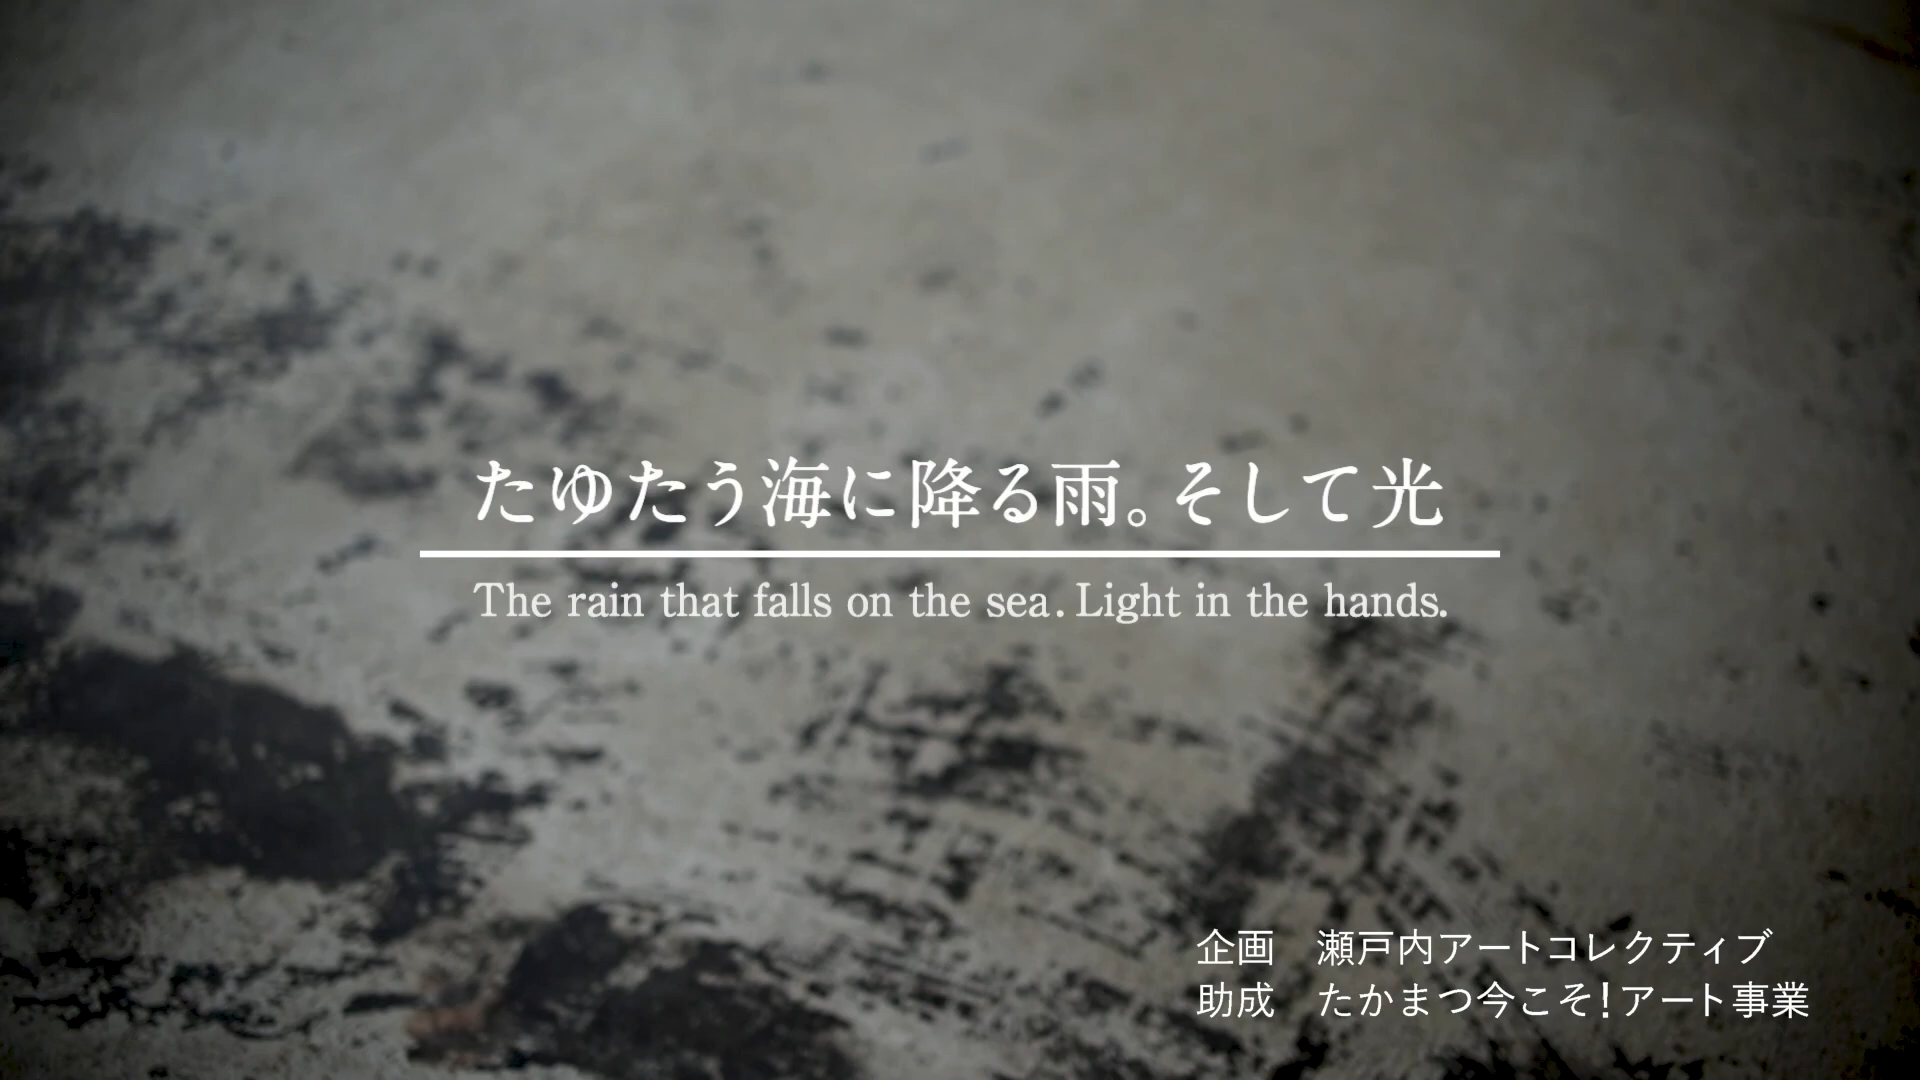 たゆたう海に降る雨。そして光
The rain that falls on the sea. Light in the hands.
企画　瀬戸内アートコレクティブ
助成　たかまつ今こそ！アート事業